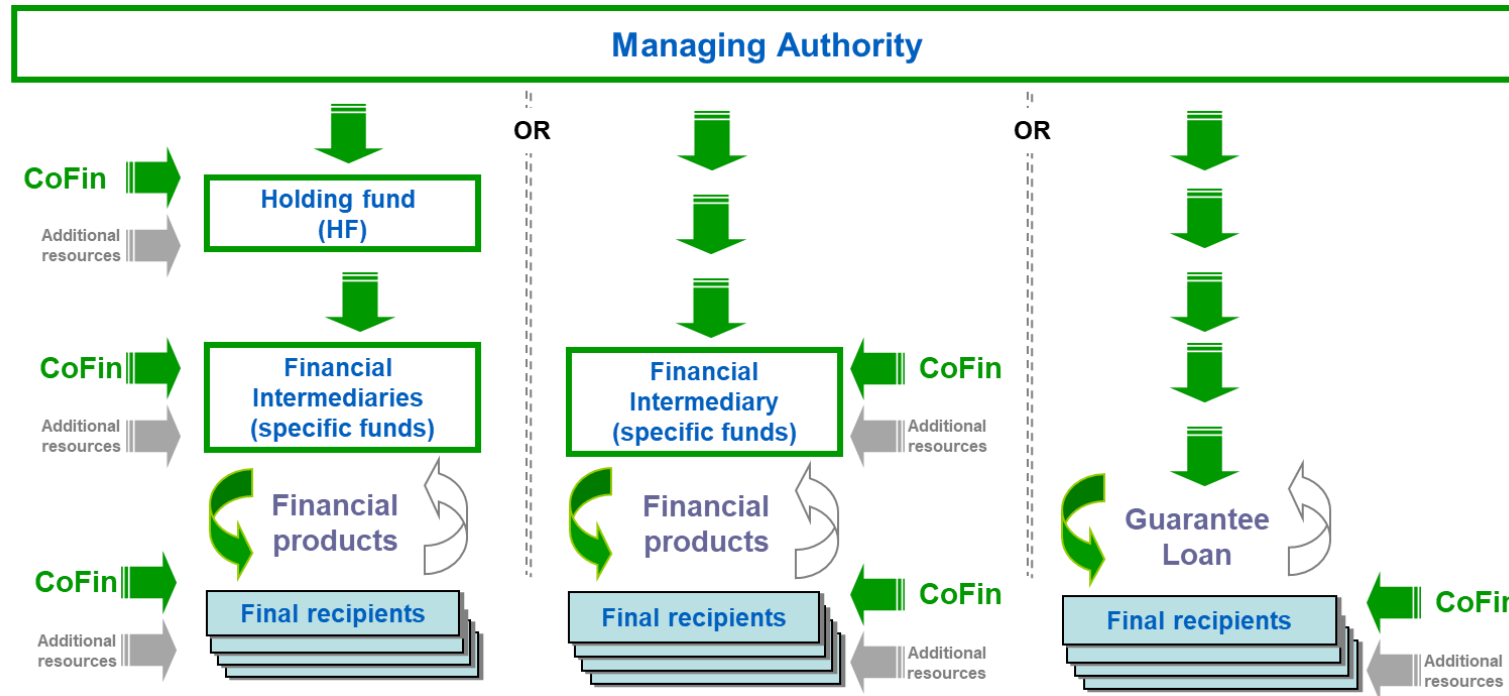 Managing Authority
OR
OR
CoFin
Holding fund
(HF)
Additional
resources
CoFin
Financial
Intermediaries
(specific funds)
Additional
resources
Financial
products
CoFin
Final recipients
Additional
resources
Financial
Intermediary
(specific funds)
CoFin
Additional
resources
Financial
products
CoFin
Final recipients
Additional
resources
Guarantee
Loan
CoFin
Final recipients
Additional
resources